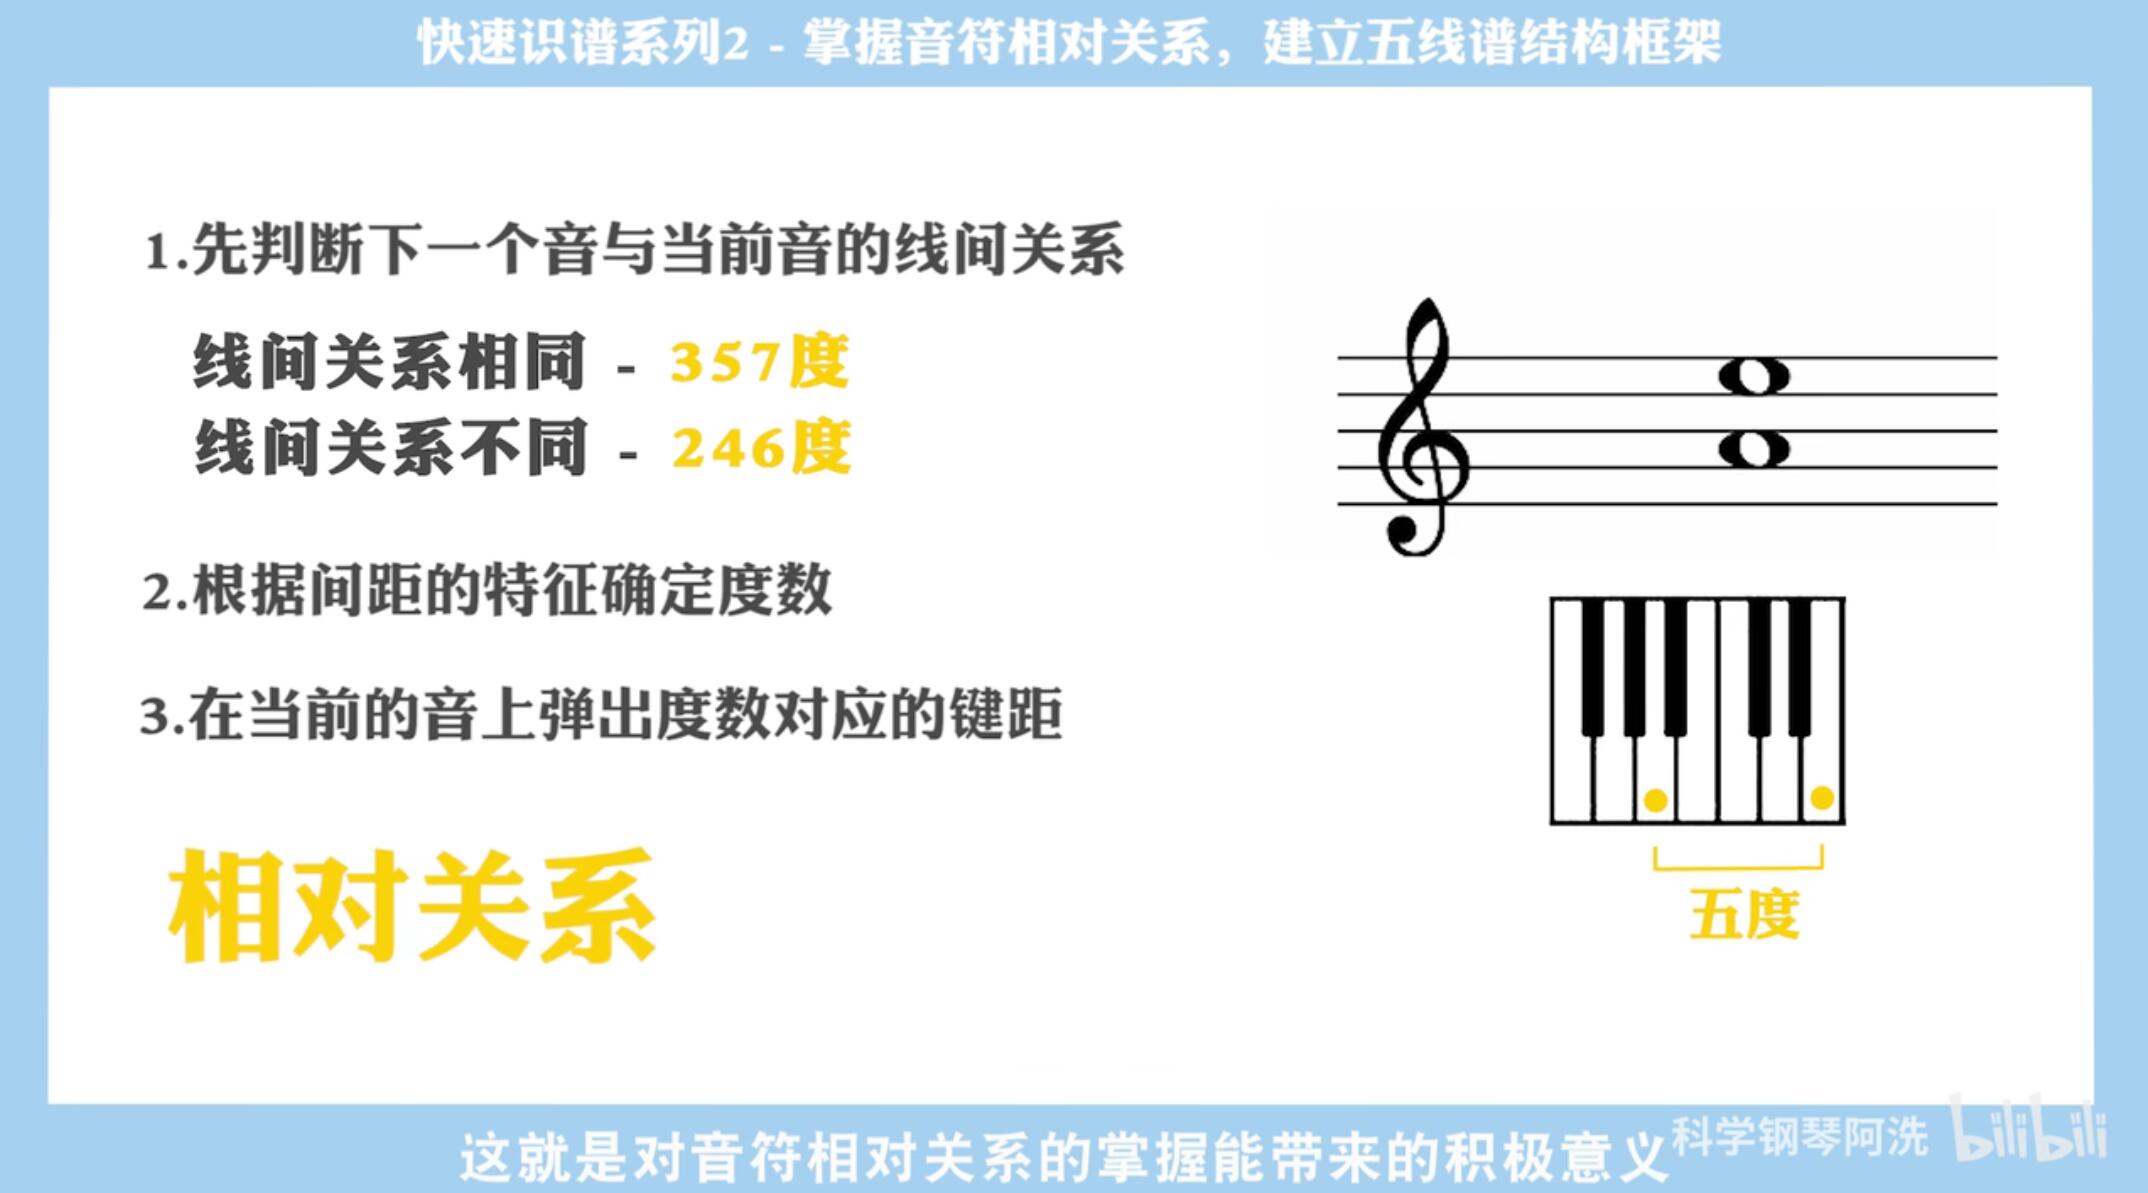 快速识谱系列2 - 掌握音符相对关系，建立五线谱结构框架
1.先判断下一个音与当前音的线间关系
线间关系相同 - 357度
线间关系不同 - 246度
2.根据间距的特征确定度数
3.在当前的音上弹出度数对应的键距
相对关系
五度
这就是对音符相对关系的掌握能带来的积极意义
科学钢琴阿洗
bilibili